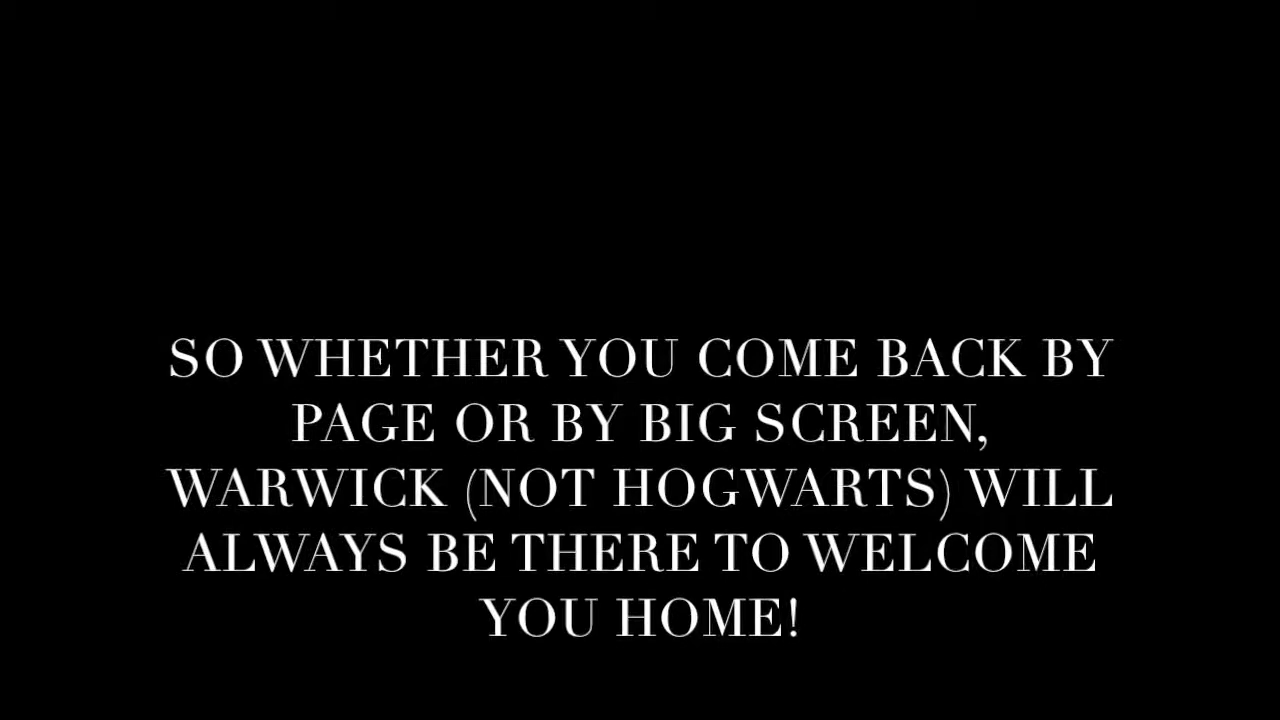 SO WHETHER YOU COME BACK BY
PAGE OR BY BIG SCREEN,
WARWICK (NOT HOGWARTS) WILL
ALWAYS BE THERE TO WELCOME
YOU HOME!